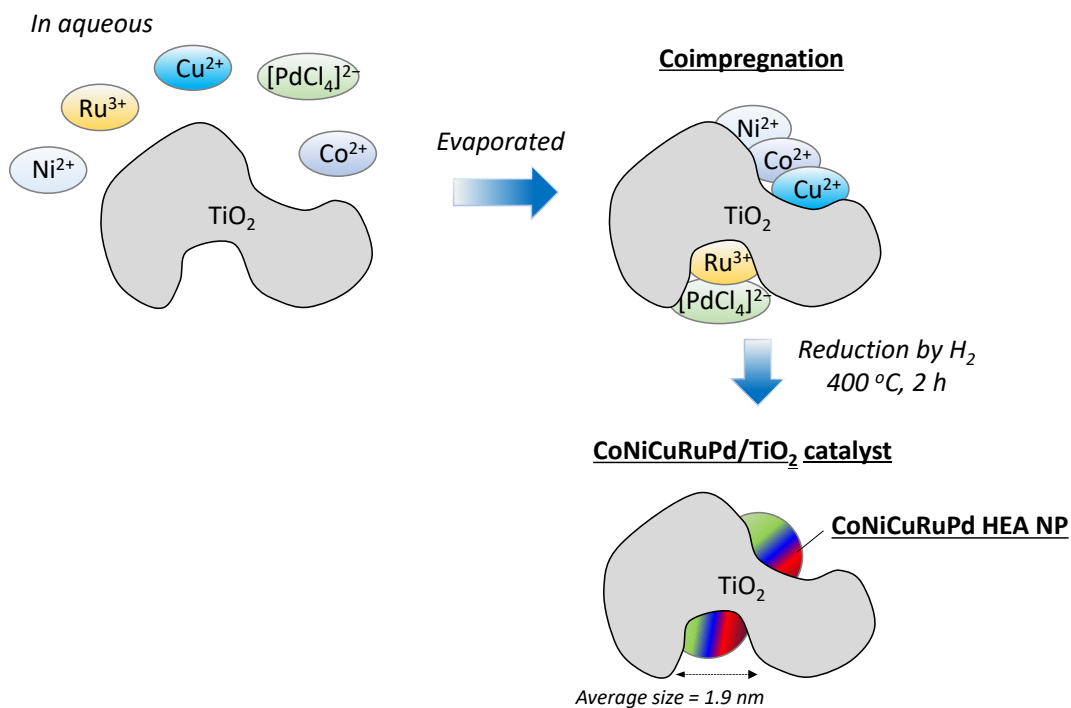 In aqueous
Cu²⁺
[PdCl₄]²⁻
Ru³⁺
Ni²⁺
Co²⁺
TiO₂
Evaporated
Coimpregnation
Ni²⁺
Co²⁺
Cu²⁺
TiO₂
Ru³⁺
[PdCl₄]²⁻
Reduction by H₂
400 °C, 2 h
CoNiCuRuPd/TiO₂ catalyst
CoNiCuRuPd HEA NP
TiO₂
Average size = 1.9 nm